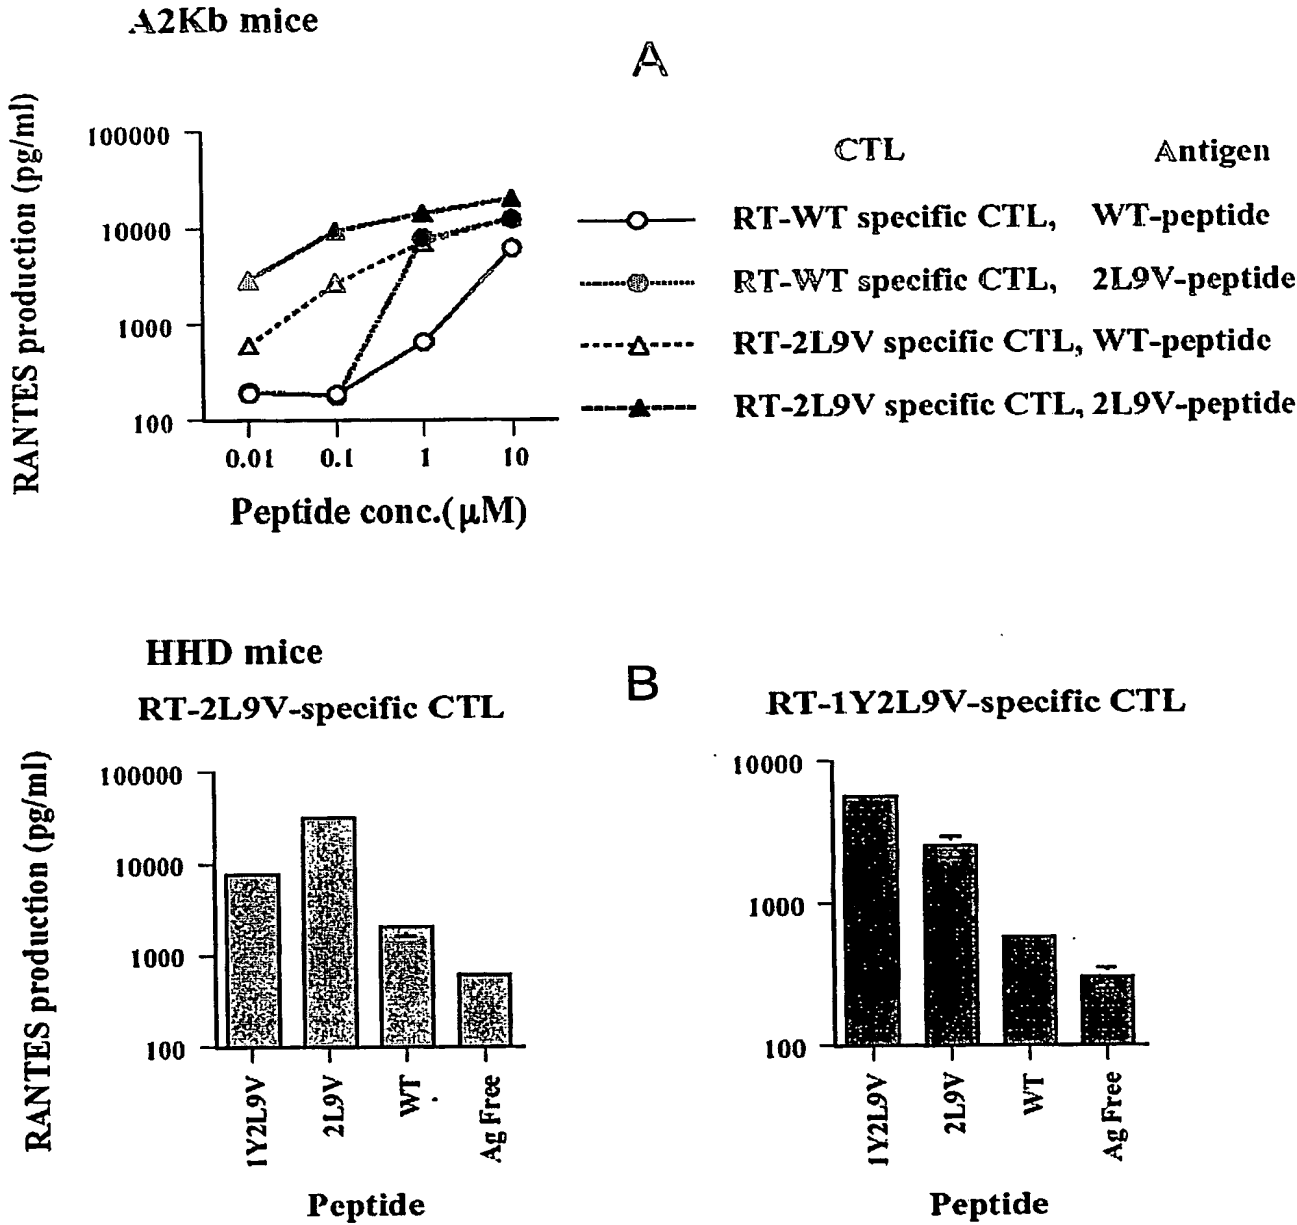 A2Kb mice
A
RANTES production (pg/ml)
100000
10000
1000
100
0.01 0.1 1 10
Peptide conc.(μM)
CTL Antigen
RT-WT specific CTL, WT-peptide
RT-WT specific CTL, 2L9V-peptide
RT-2L9V specific CTL, WT-peptide
RT-2L9V specific CTL, 2L9V-peptide
HHD mice
B
RT-2L9V-specific CTL
RANTES production (pg/ml)
100000
10000
1000
100
1Y2L9V
2L9V
WT
Ag Free
Peptide
RT-1Y2L9V-specific CTL
10000
1000
100
1Y2L9V
2L9V
WT
Ag Free
Peptide